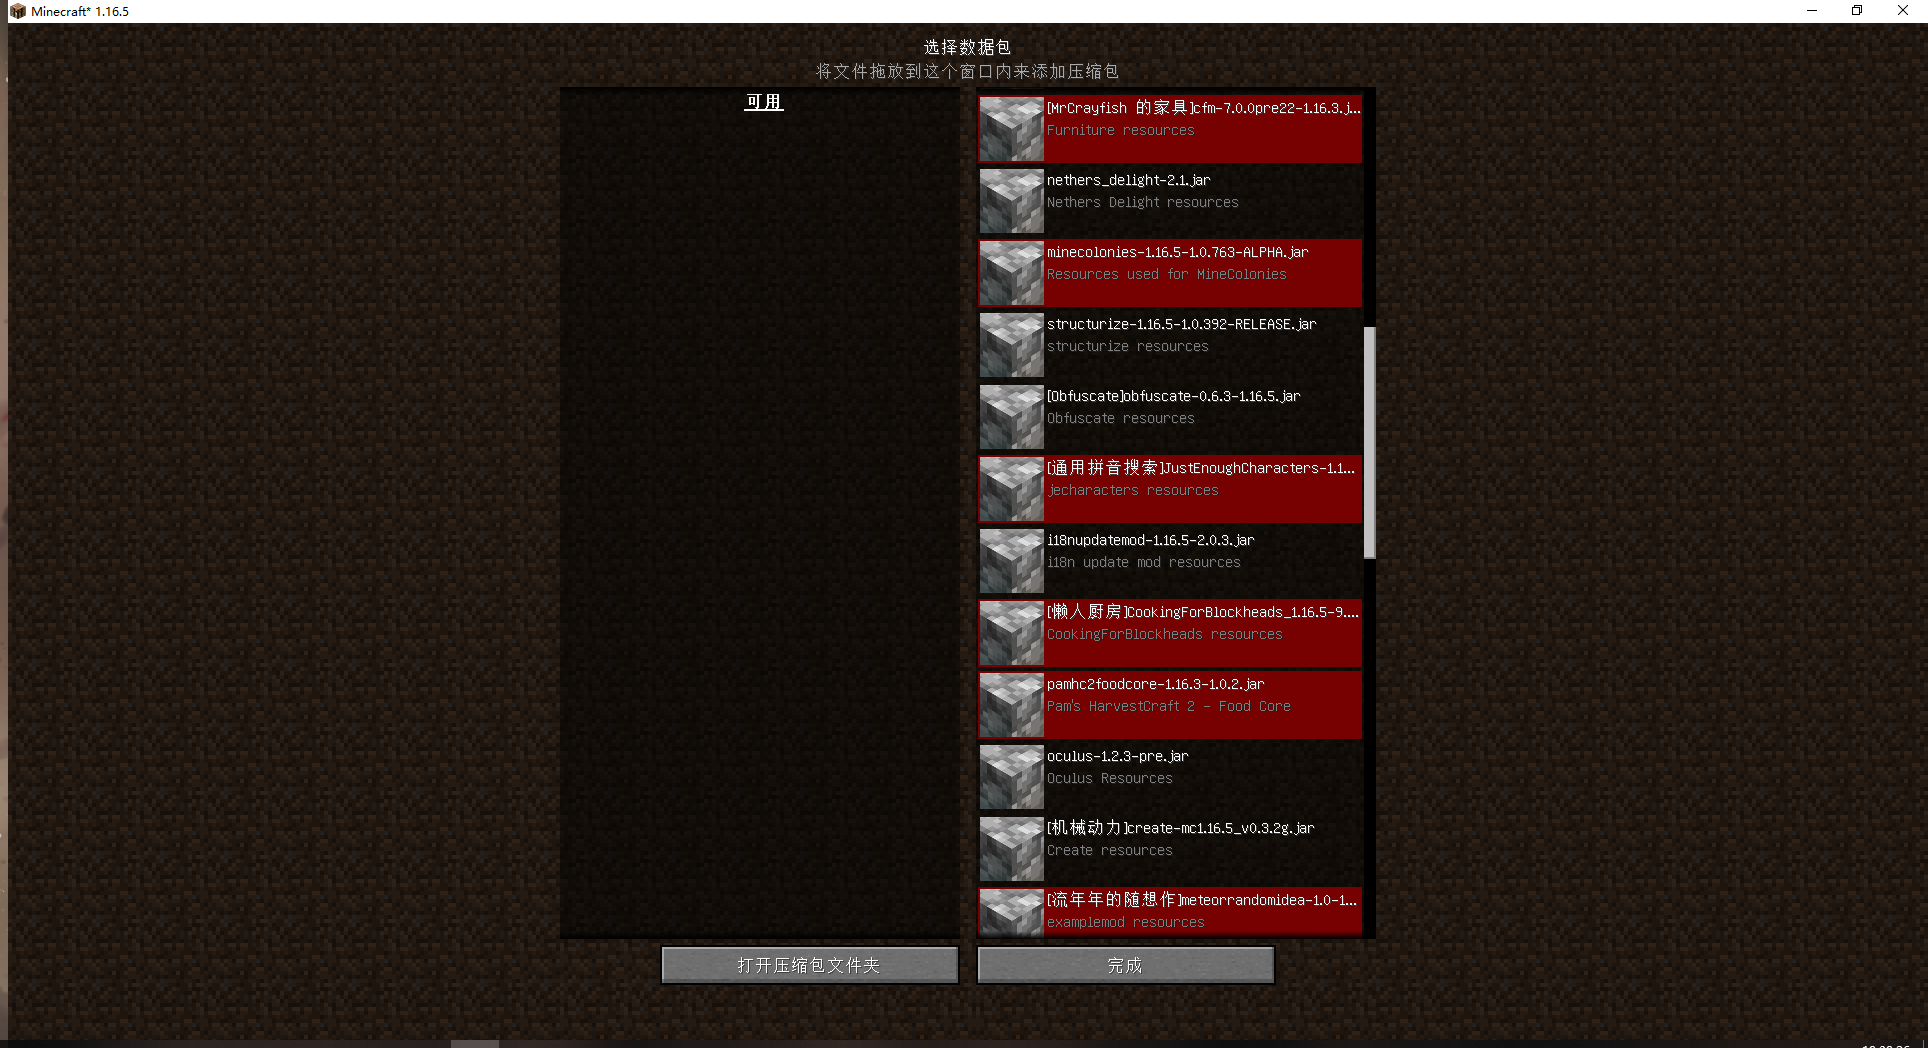 Minecraft* 1.16.5
选择数据包
将文件拖放到这个窗口内来添加压缩包
可用
[MrCrayfish 的家具]cfm-7.0.0pre22-1.16.3.j...
Furniture resources
nethers_delight-2.1.jar
Nethers Delight resources
minecolonies-1.16.5-1.0.763-ALPHA.jar
Resources used for MineColonies
structurize-1.16.5-1.0.392-RELEASE.jar
structurize resources
[Obfuscate]obfuscate-0.6.3-1.16.5.jar
Obfuscate resources
[通用拼音搜索]JustEnoughCharacters-1.1...
jecharacters resources
i18nupdatemod-1.16.5-2.0.3.jar
i18n update mod resources
[懒人厨房]CookingForBlockheads_1.16.5-9....
CookingForBlockheads resources
pamhc2foodcore-1.16.3-1.0.2.jar
Pam's HarvestCraft 2 - Food Core
oculus-1.2.3-pre.jar
Oculus Resources
[机械动力]create-mc1.16.5_v0.3.2g.jar
Create resources
[流年年的随想作]meteorrandomidea-1.0-1...
examplemod resources
打开压缩包文件夹
完成